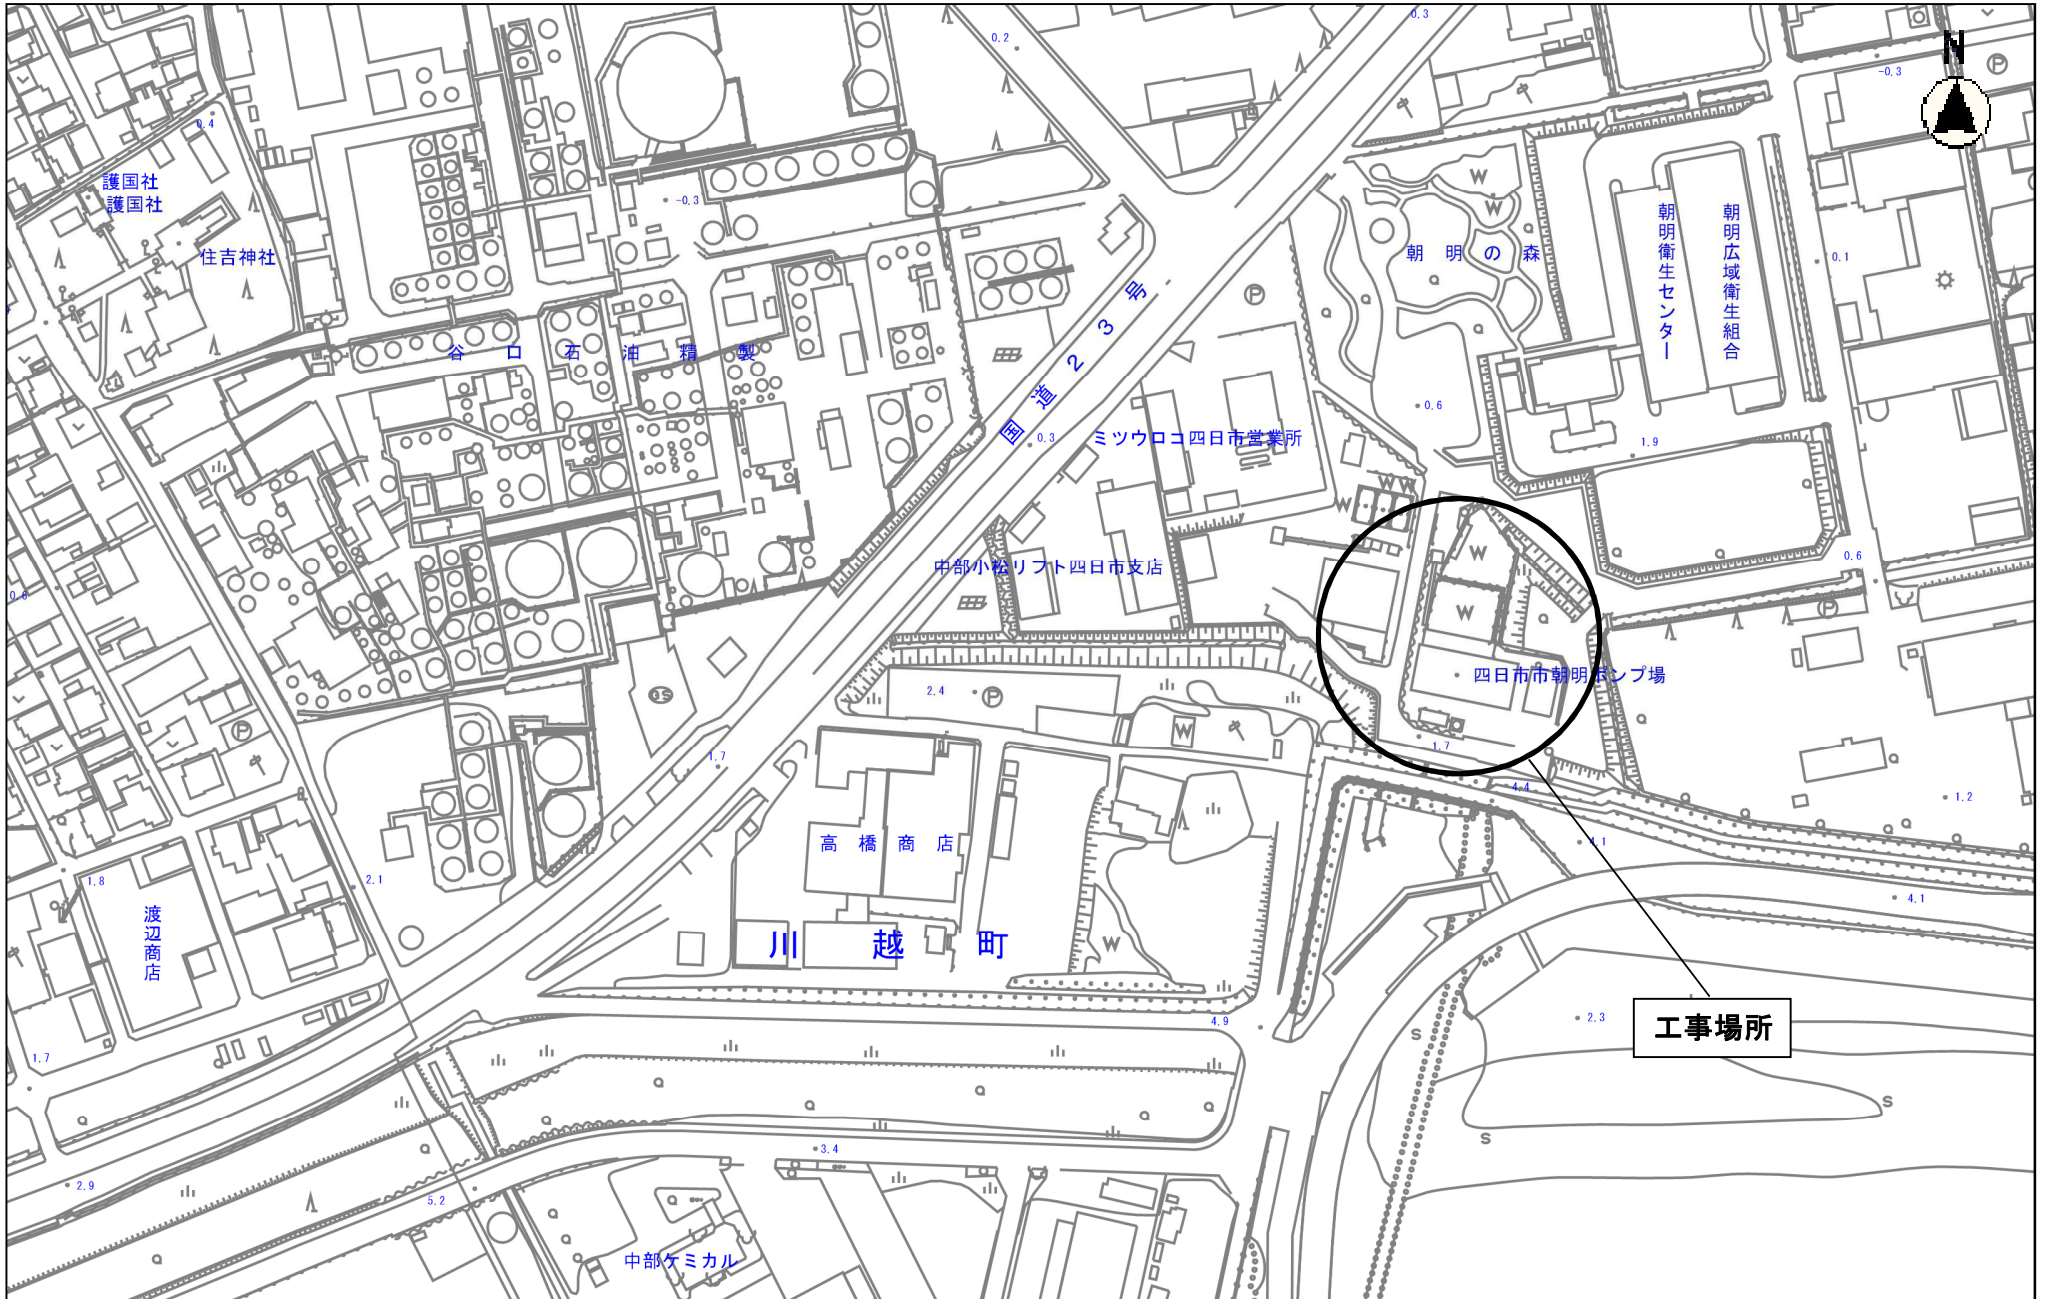 N
0.3
0.2
-0.3
0.4
護国社
護国社
-0.3
住吉神社
朝明の森
朝明衛生センター
朝明広域衛生組合
0.1
谷口石油精製
国道23号
0.3
ミツウロコ四日市営業所
0.6
1.9
0.6
中部小松リフト四日市支店
0.6
四日市市朝明ポンプ場
2.4
GS
1.7
1.7
4.4
1.2
高橋商店
4.1
1.8
2.1
4.1
渡辺商店
川越町
工事場所
4.9
2.3
1.7
3.4
2.9
5.2
中部ケミカル
P
P
P
P
P
W
W
W
W
W
W
W
W
W
S
S
S